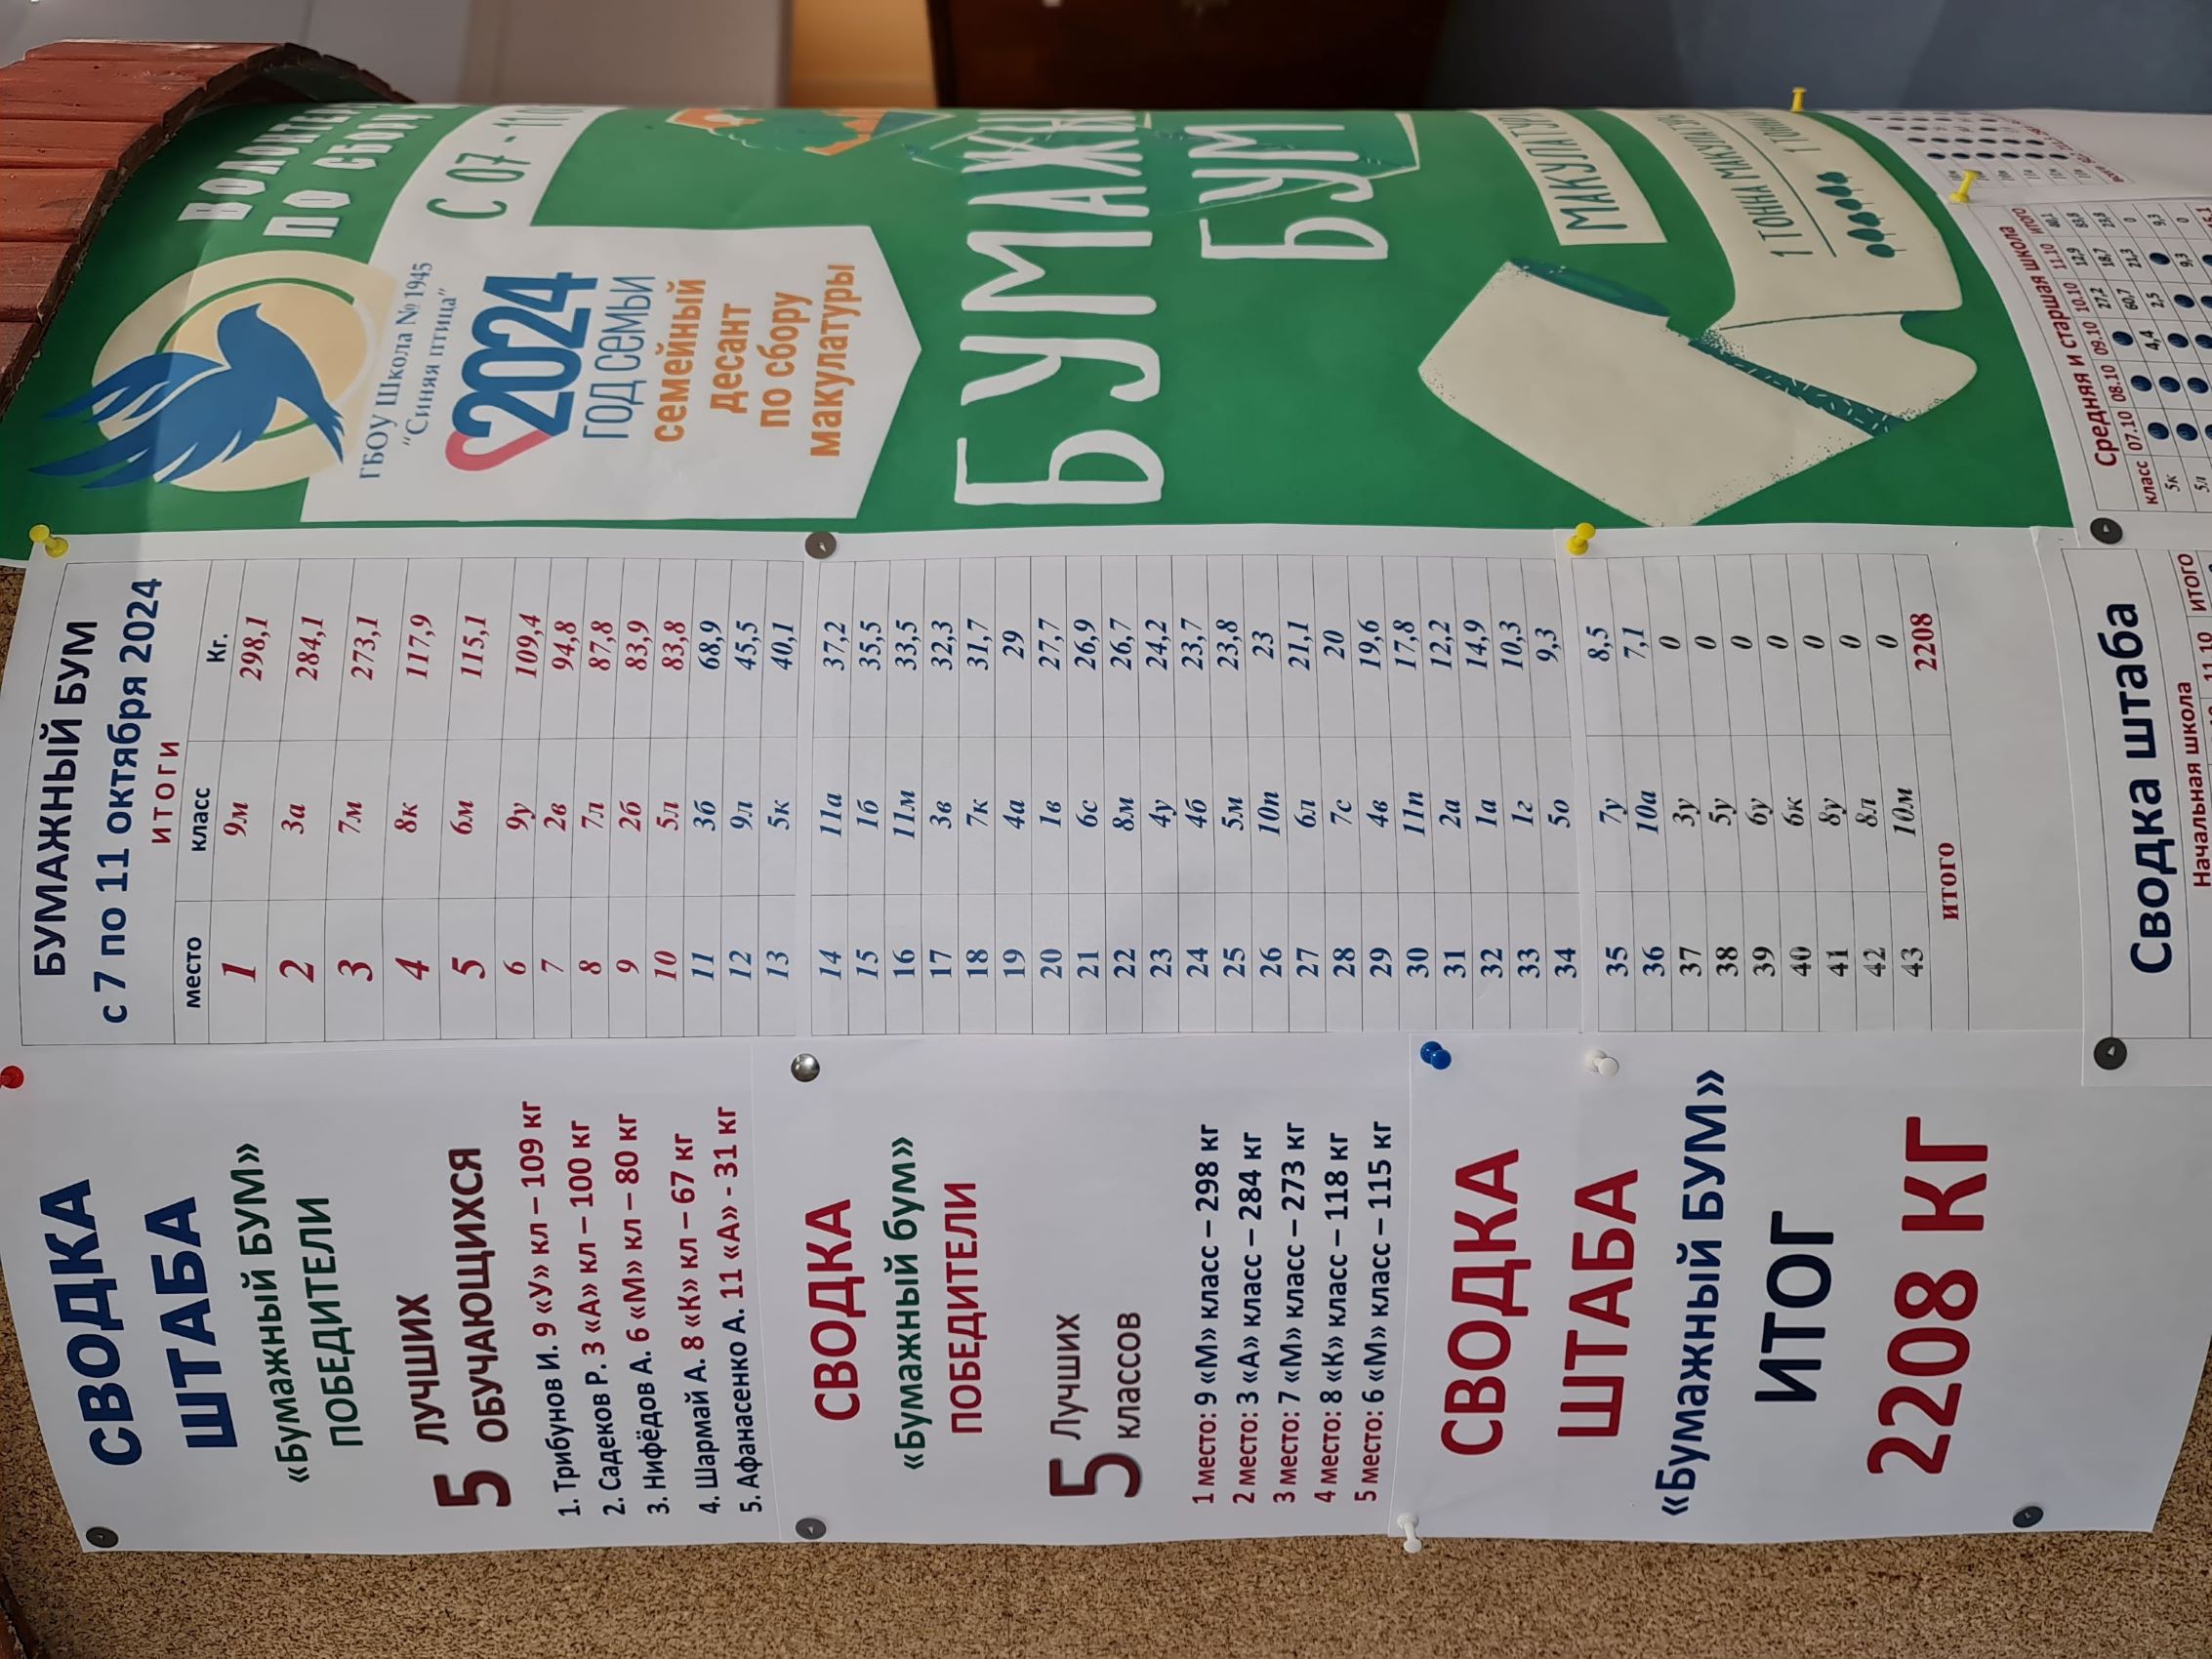 СВОДКА
ШТАБА
«Бумажный БУМ»
ПОБЕДИТЕЛИ
5 ЛУЧШИХ
ОБУЧАЮЩИХСЯ
1. Трибунов И. 9 «У» кл – 109 кг
2. Садеков Р. 3 «А» кл – 100 кг
3. Нифёдов А. 6 «М» кл – 80 кг
4. Шармай А. 8 «К» кл – 67 кг
5. Афанасенко А. 11 «А» - 31 кг
СВОДКА
«Бумажный бум»
ПОБЕДИТЕЛИ
5 Лучших
классов
1 место: 9 «М» класс – 298 кг
2 место: 3 «А» класс – 284 кг
3 место: 7 «М» класс – 273 кг
4 место: 8 «К» класс – 118 кг
5 место: 6 «М» класс – 115 кг
СВОДКА
ШТАБА
«Бумажный БУМ»
ИТОГ
2208 КГ
БУМАЖНЫЙ БУМ
с 7 по 11 октября 2024
ИТОГИ
место класс Кг.
1 9м 298,1
2 3а 284,1
3 7м 273,1
4 8к 117,9
5 6м 115,1
6 9у 109,4
7 2в 94,8
8 7л 87,8
9 2б 83,9
10 5л 83,8
11 3б 68,9
12 9л 45,5
13 5к 40,1
14 11а 37,2
15 1б 35,5
16 11м 33,5
17 3в 32,3
18 7к 31,7
19 4а 29
20 1в 27,7
21 6с 26,9
22 8м 26,7
23 4у 24,2
24 4б 23,7
25 5м 23,8
26 10п 23
27 6л 21,1
28 7с 20
29 4в 19,6
30 11п 17,8
31 2а 12,2
32 1а 14,9
33 1г 10,3
34 5о 9,3
35 7у 8,5
36 10а 7,1
37 3у 0
38 5у 0
39 6у 0
40 6к 0
41 8у 0
42 8л 0
43 10м 0
ИТОГО 2208
Сводка штаба
Начальная школа
11.10 ИТОГО
ПО СБОРУ
С 07 - 11
ГБОУ Школа № 1945
"Синяя птица"
2024
ГОД СЕМЬИ
семейный
десант
по сбору
макулатуры
БУМАЖНЫ
БУМ
1 ТОННА МАКУЛАТУРЫ
Средняя и старшая школа
класс 07.10 08.10 09.10 10.10 11.10 ИТОГО
5к 27,2 12,9
5л